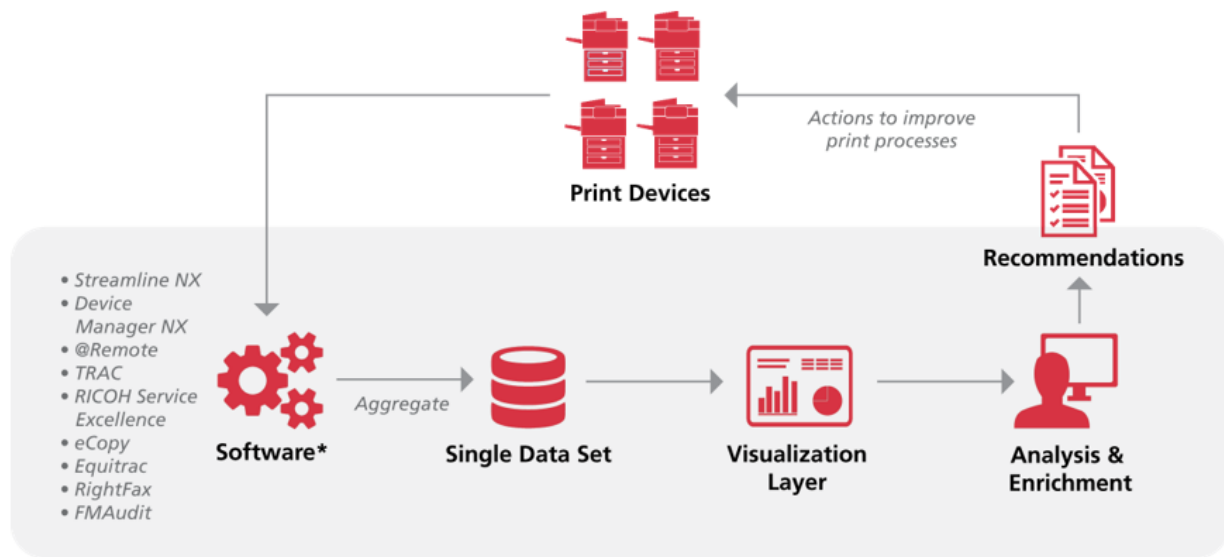 Actions to improve
print processes
Print Devices
Recommendations
• Streamline NX
• Device
Manager NX
• @Remote
• TRAC
• RICOH Service
Excellence
• eCopy
• Equitrac
• RightFax
• FMAudit
Software*
Aggregate
Single Data Set
Visualization
Layer
Analysis &
Enrichment